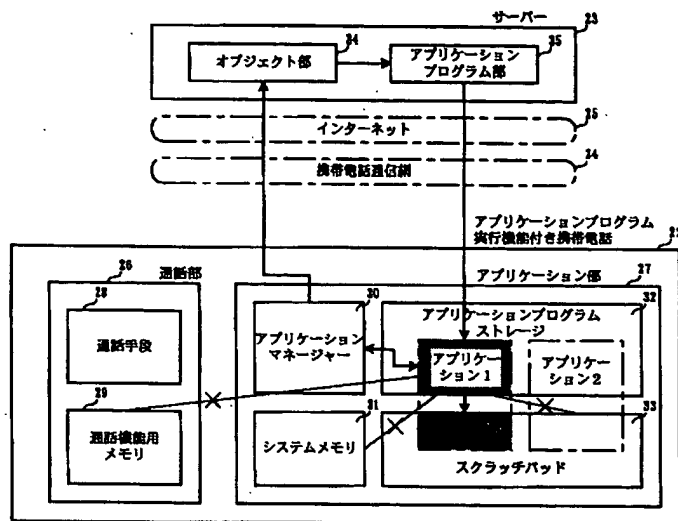 サーバー
23
34
オブジェクト部
35
アプリケーション
プログラム部
インターネット
25
携帯電話通信網
24
アプリケーションプログラム
実行機能付き携帯電話
26
通話部
アプリケーション部
27
28
通話手段
30
アプリケーション
マネージャー
32
アプリケーションプログラム
ストレージ
アプリケ
ーション1
アプリケ
ーション2
29
通話機能用
メモリ
31
システムメモリ
33
スクラッチパッド